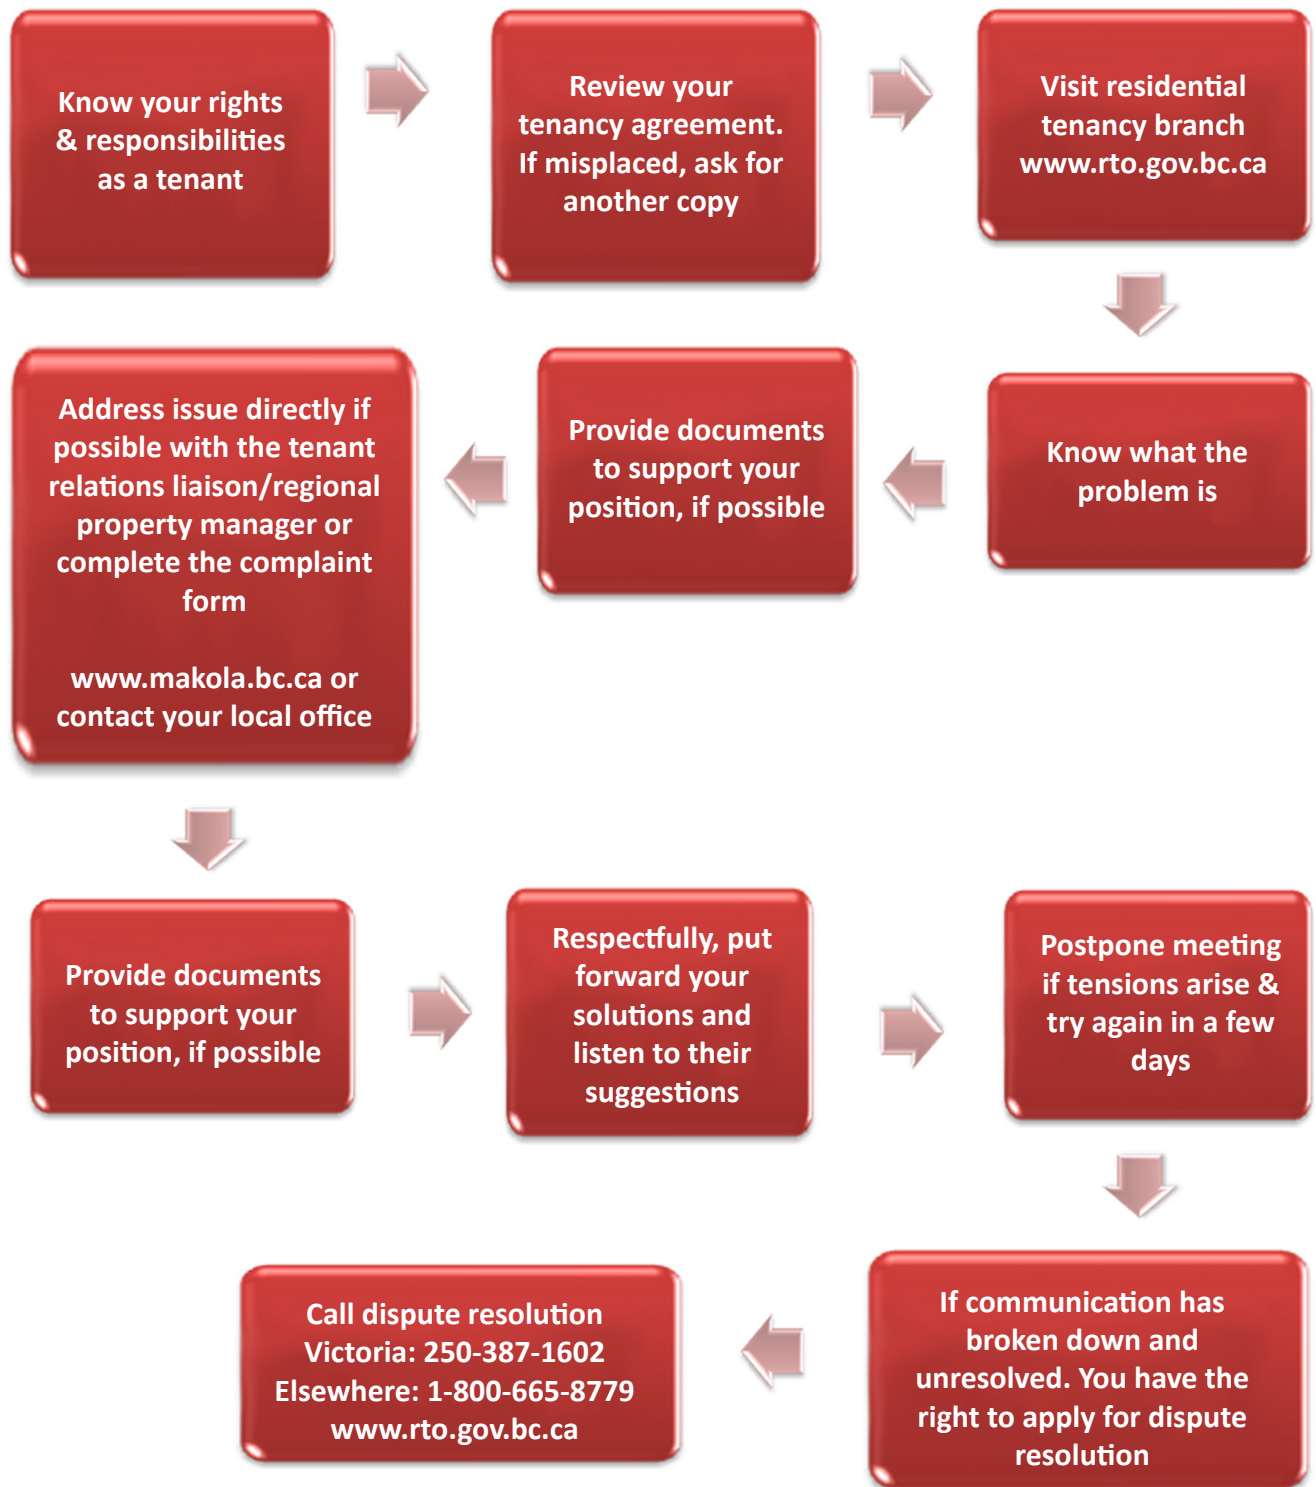 Know your rights
& responsibilities
as a tenant
Review your
tenancy agreement.
If misplaced, ask for
another copy
Visit residential
tenancy branch
www.rto.gov.bc.ca
Know what the
problem is
Provide documents
to support your
position, if possible
Address issue directly if
possible with the tenant
relations liaison/regional
property manager or
complete the complaint
form
www.makola.bc.ca or
contact your local office
Provide documents
to support your
position, if possible
Respectfully, put
forward your
solutions and
listen to their
suggestions
Postpone meeting
if tensions arise &
try again in a few
days
If communication has
broken down and
unresolved. You have the
right to apply for dispute
resolution
Call dispute resolution
Victoria: 250-387-1602
Elsewhere: 1-800-665-8779
www.rto.gov.bc.ca